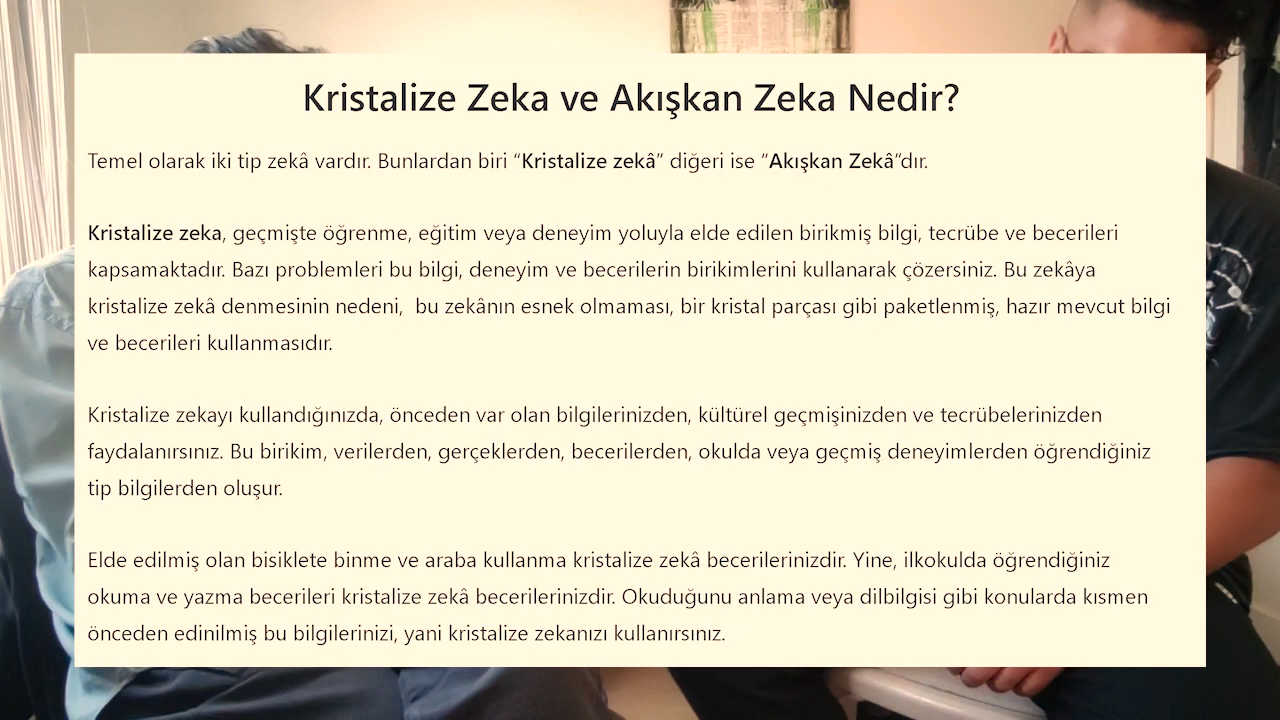 Kristalize Zeka ve Akışkan Zeka Nedir?
Temel olarak iki tip zekâ vardır. Bunlardan biri “Kristalize zekâ” diğeri ise “Akışkan Zekâ”dır.
Kristalize zeka, geçmişte öğrenme, eğitim veya deneyim yoluyla elde edilen birikmiş bilgi, tecrübe ve becerileri
kapsamaktadır. Bazı problemleri bu bilgi, deneyim ve becerilerin birikimlerini kullanarak çözersiniz. Bu zekâya
kristalize zekâ denmesinin nedeni,  bu zekânın esnek olmaması, bir kristal parçası gibi paketlenmiş, hazır mevcut bilgi
ve becerileri kullanmasıdır.
Kristalize zekayı kullandığınızda, önceden var olan bilgilerinizden, kültürel geçmişinizden ve tecrübelerinizden
faydalanırsınız. Bu birikim, verilerden, gerçeklerden, becerilerden, okulda veya geçmiş deneyimlerden öğrendiğiniz
tip bilgilerden oluşur.
Elde edilmiş olan bisiklete binme ve araba kullanma kristalize zekâ becerilerinizdir. Yine, ilkokulda öğrendiğiniz
okuma ve yazma becerileri kristalize zekâ becerilerinizdir. Okuduğunu anlama veya dilbilgisi gibi konularda kısmen
önceden edinilmiş bu bilgilerinizi, yani kristalize zekanızı kullanırsınız.